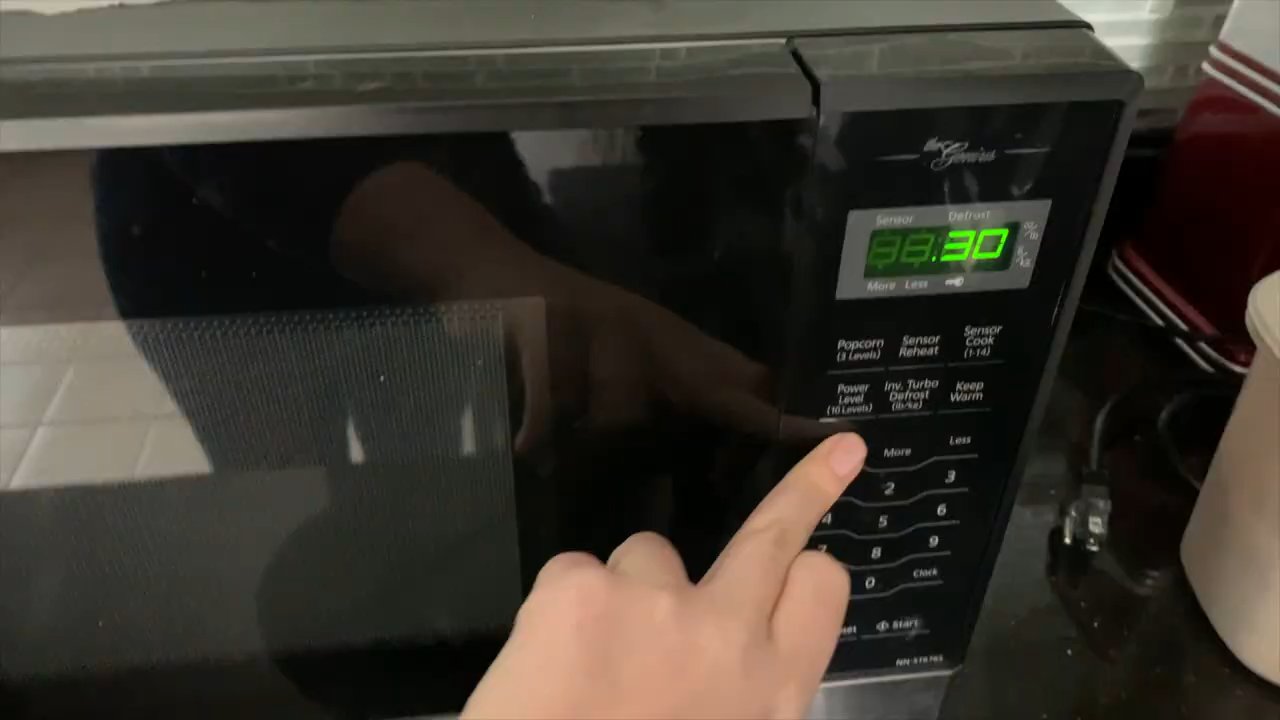 the Genius
Sensor Defrost
.30
More Less
Popcorn
(3 Levels)
Sensor
Reheat
Sensor
Cook
(1-14)
Power
Level
(10 Levels)
Inv. Turbo
Defrost
(lb/kg)
Keep
Warm
More Less
2 3
4 5 6
7 8 9
0 Clock
Start